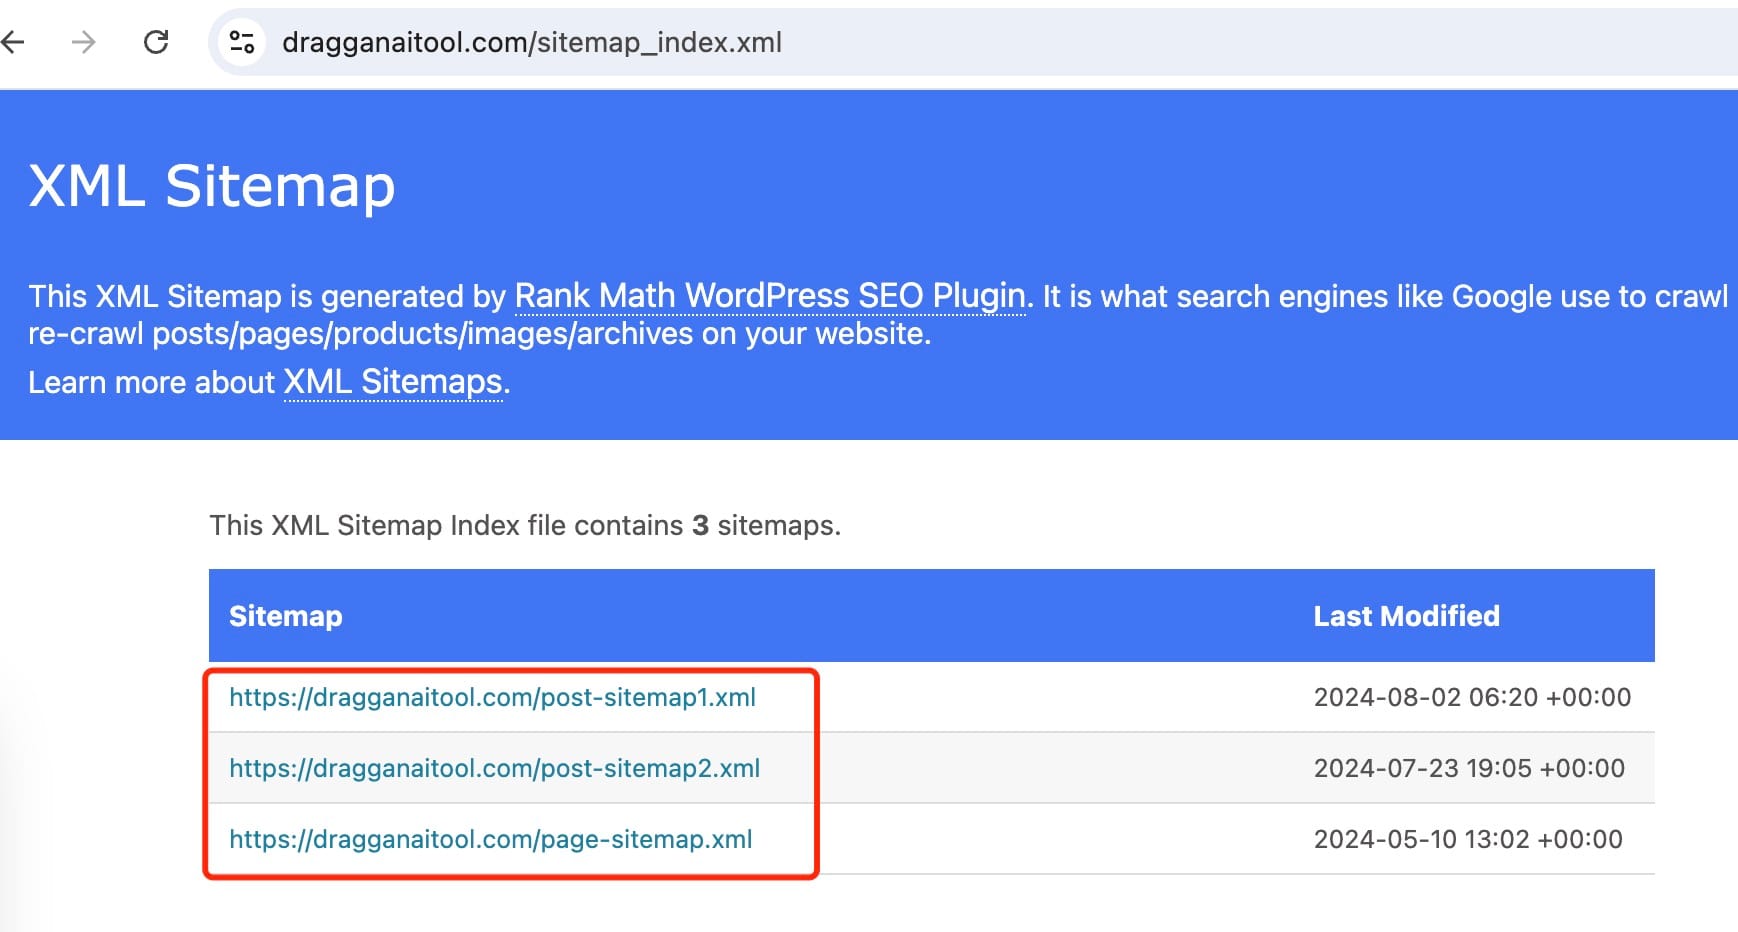 dragganaitool.com/sitemap_index.xml
XML Sitemap
This XML Sitemap is generated by Rank Math WordPress SEO Plugin. It is what search engines like Google use to crawl
re-crawl posts/pages/products/images/archives on your website.
Learn more about XML Sitemaps.
This XML Sitemap Index file contains 3 sitemaps.
Sitemap Last Modified
https://dragganaitool.com/post-sitemap1.xml 2024-08-02 06:20 +00:00
https://dragganaitool.com/post-sitemap2.xml 2024-07-23 19:05 +00:00
https://dragganaitool.com/page-sitemap.xml 2024-05-10 13:02 +00:00